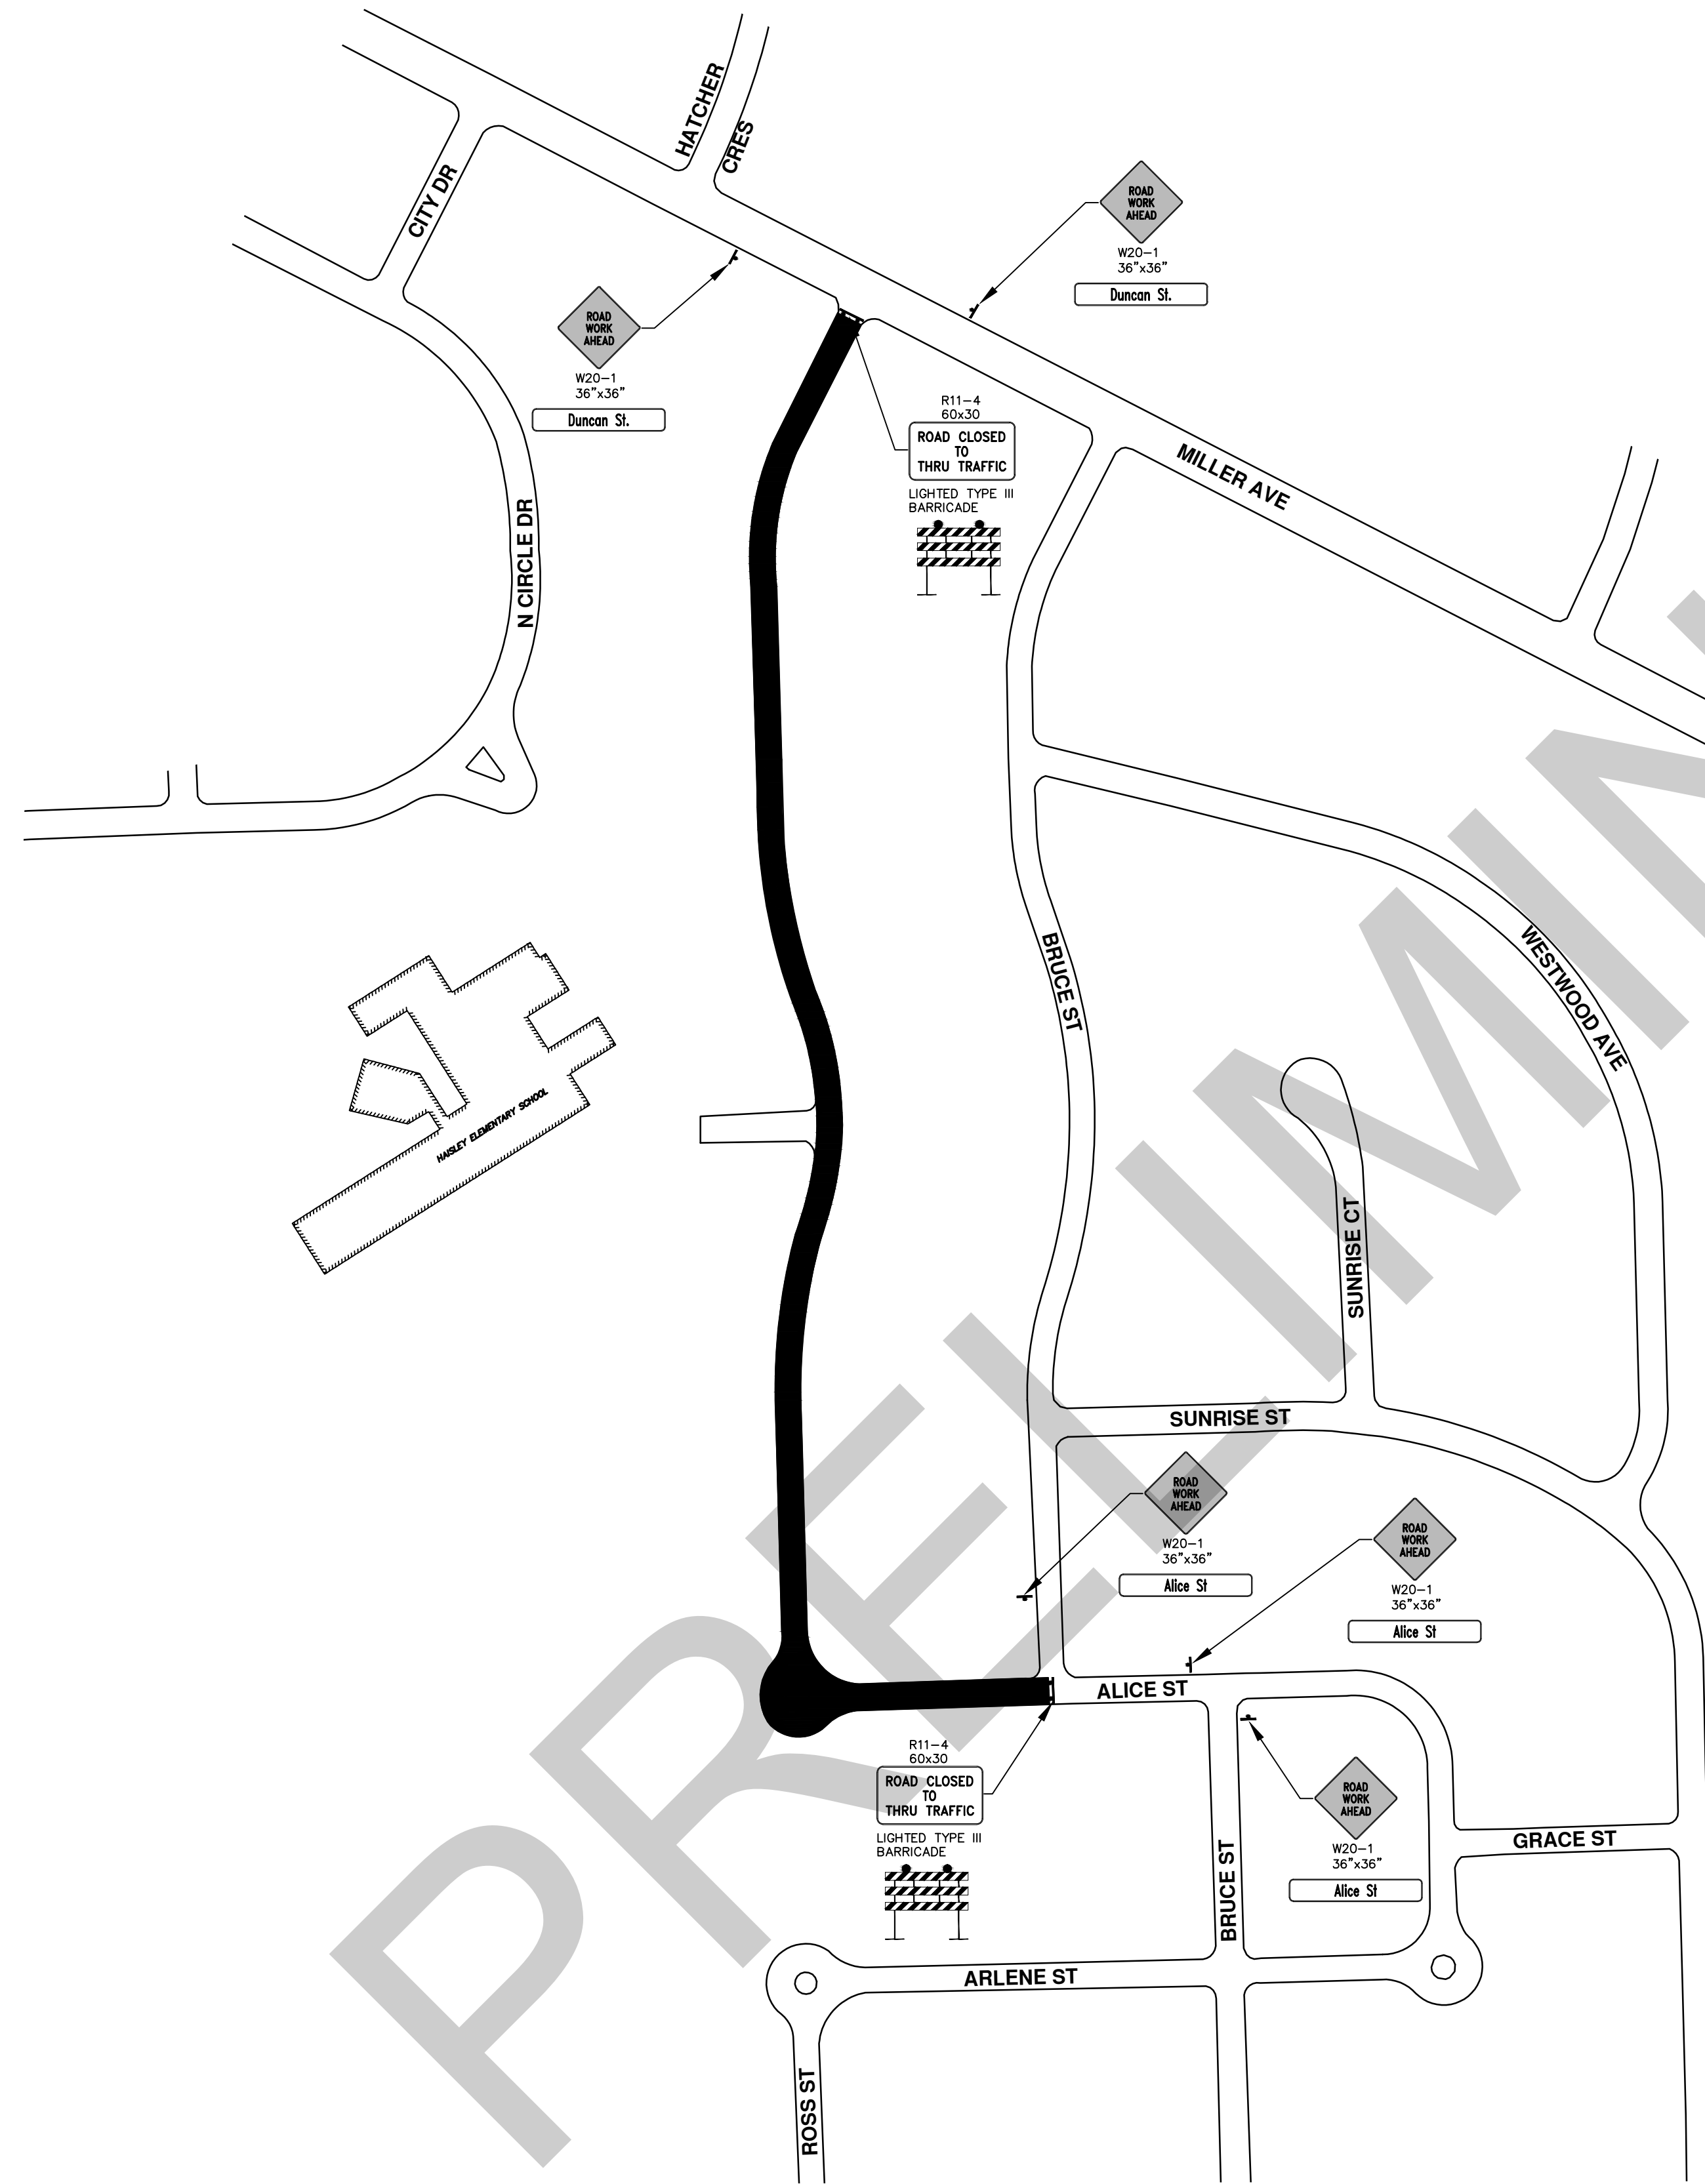 HATCHER
CRES
CITY DR
ROAD
WORK
AHEAD
W20-1
36"x36"
Duncan St.
ROAD
WORK
AHEAD
W20-1
36"x36"
Duncan St.
R11-4
60x30
ROAD CLOSED
TO
THRU TRAFFIC
LIGHTED TYPE III
BARRICADE
MILLER AVE
N CIRCLE DR
BRUCE ST
WESTWOOD AVE
HAISLEY ELEMENTARY SCHOOL
SUNRISE CT
SUNRISE ST
ROAD
WORK
AHEAD
W20-1
36"x36"
Alice St
ROAD
WORK
AHEAD
W20-1
36"x36"
Alice St
ALICE ST
R11-4
60x30
ROAD CLOSED
TO
THRU TRAFFIC
LIGHTED TYPE III
BARRICADE
ROAD
WORK
AHEAD
W20-1
36"x36"
Alice St
GRACE ST
BRUCE ST
ARLENE ST
ROSS ST
PRELIMIN